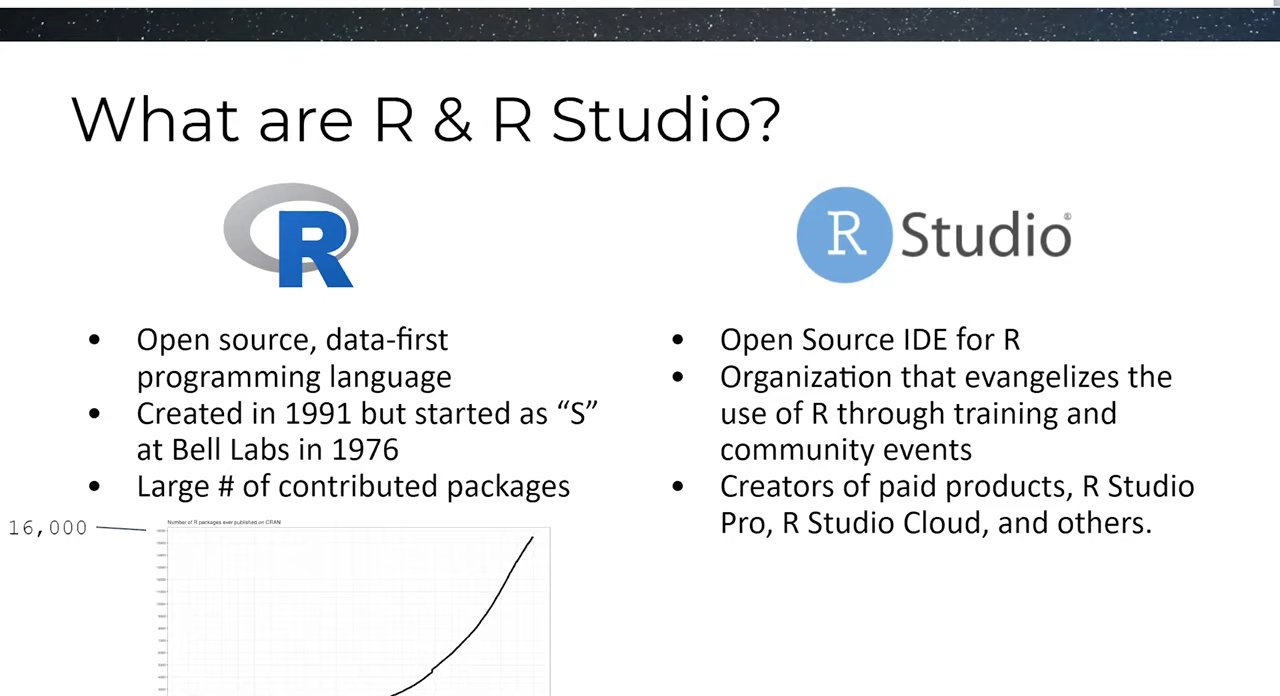 What are R & R Studio?
R
R Studio®
• Open source, data-first
programming language
• Created in 1991 but started as “S”
at Bell Labs in 1976
• Large # of contributed packages
• Open Source IDE for R
• Organization that evangelizes the
use of R through training and
community events
• Creators of paid products, R Studio
Pro, R Studio Cloud, and others.
16,000
Number of R packages ever published on CRAN